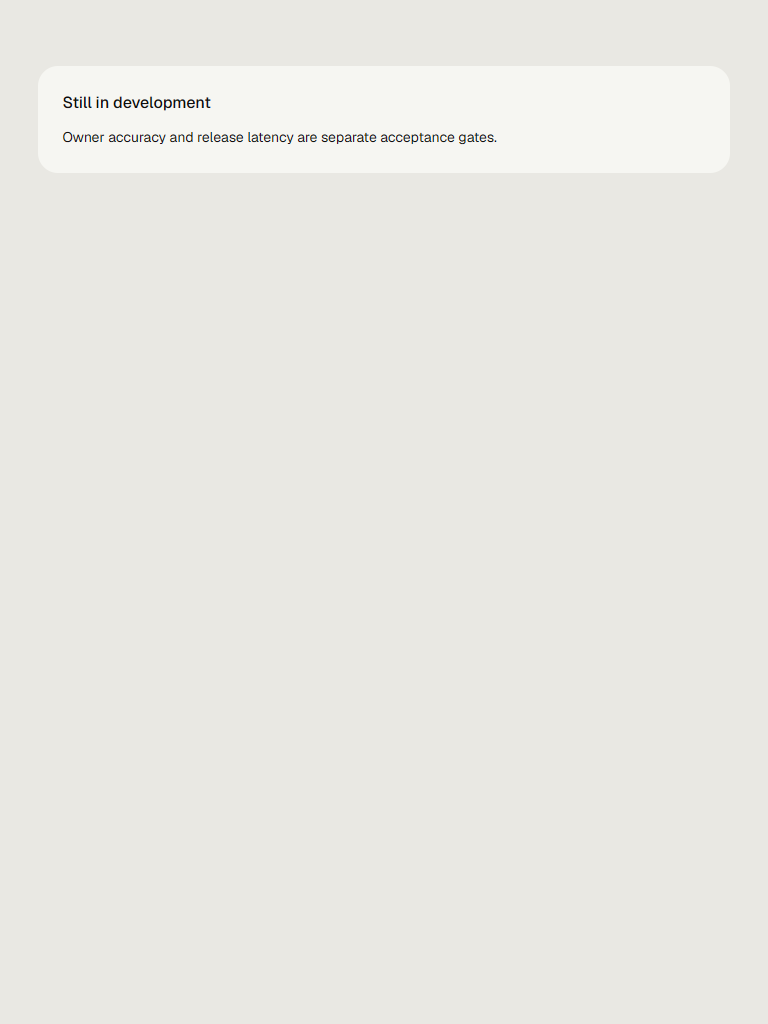 Still in development
Owner accuracy and release latency are separate acceptance gates.